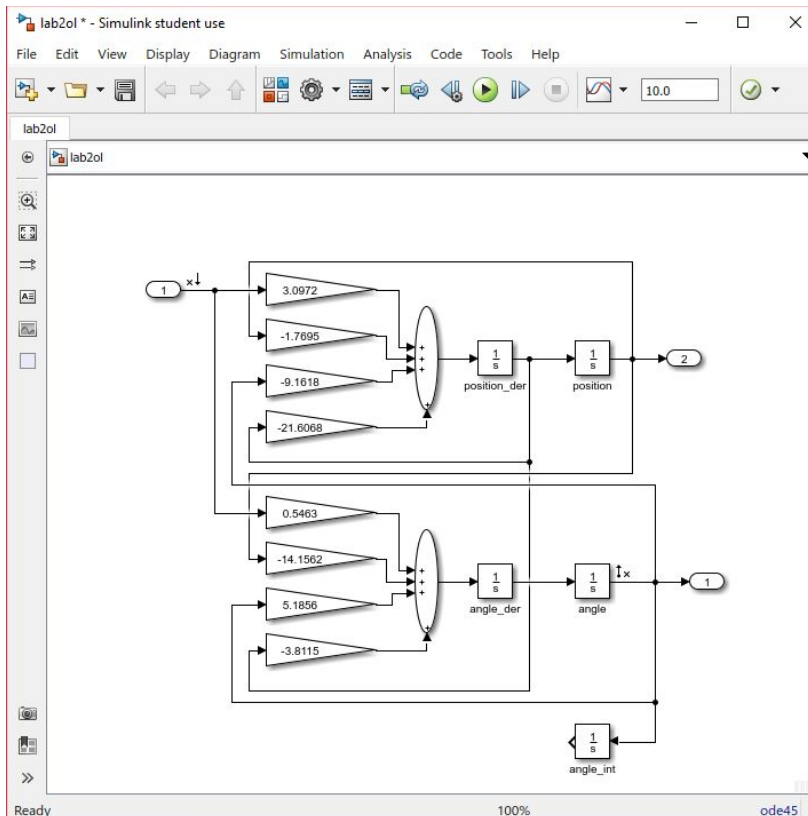 lab2ol * - Simulink student use
File Edit View Display Diagram Simulation Analysis Code Tools Help
10.0
lab2ol
lab2ol
1
3.0972
-1.7695
-9.1618
-21.6068
+
+
+
+
1
s
position_der
1
s
position
2
0.5463
-14.1562
5.1856
-3.8115
+
+
+
+
1
s
angle_der
1
s
angle
x
1
1
s
angle_int
Ready 100% ode45